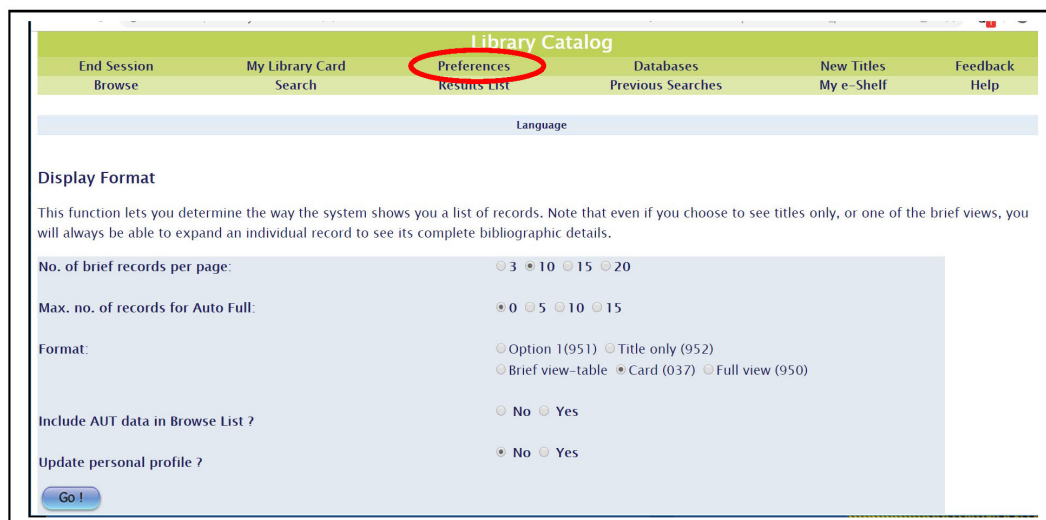 Library Catalog
End Session My Library Card Preferences Databases New Titles Feedback
Browse Search Results List Previous Searches My e-Shelf Help
Language
Display Format
This function lets you determine the way the system shows you a list of records. Note that even if you choose to see titles only, or one of the brief views, you
will always be able to expand an individual record to see its complete bibliographic details.
No. of brief records per page: 3 10 15 20
Max. no. of records for Auto Full: 0 5 10 15
Format: Option 1(951) Title only (952)
Brief view-table Card (037) Full view (950)
Include AUT data in Browse List ? No Yes
Update personal profile ? No Yes
Go !